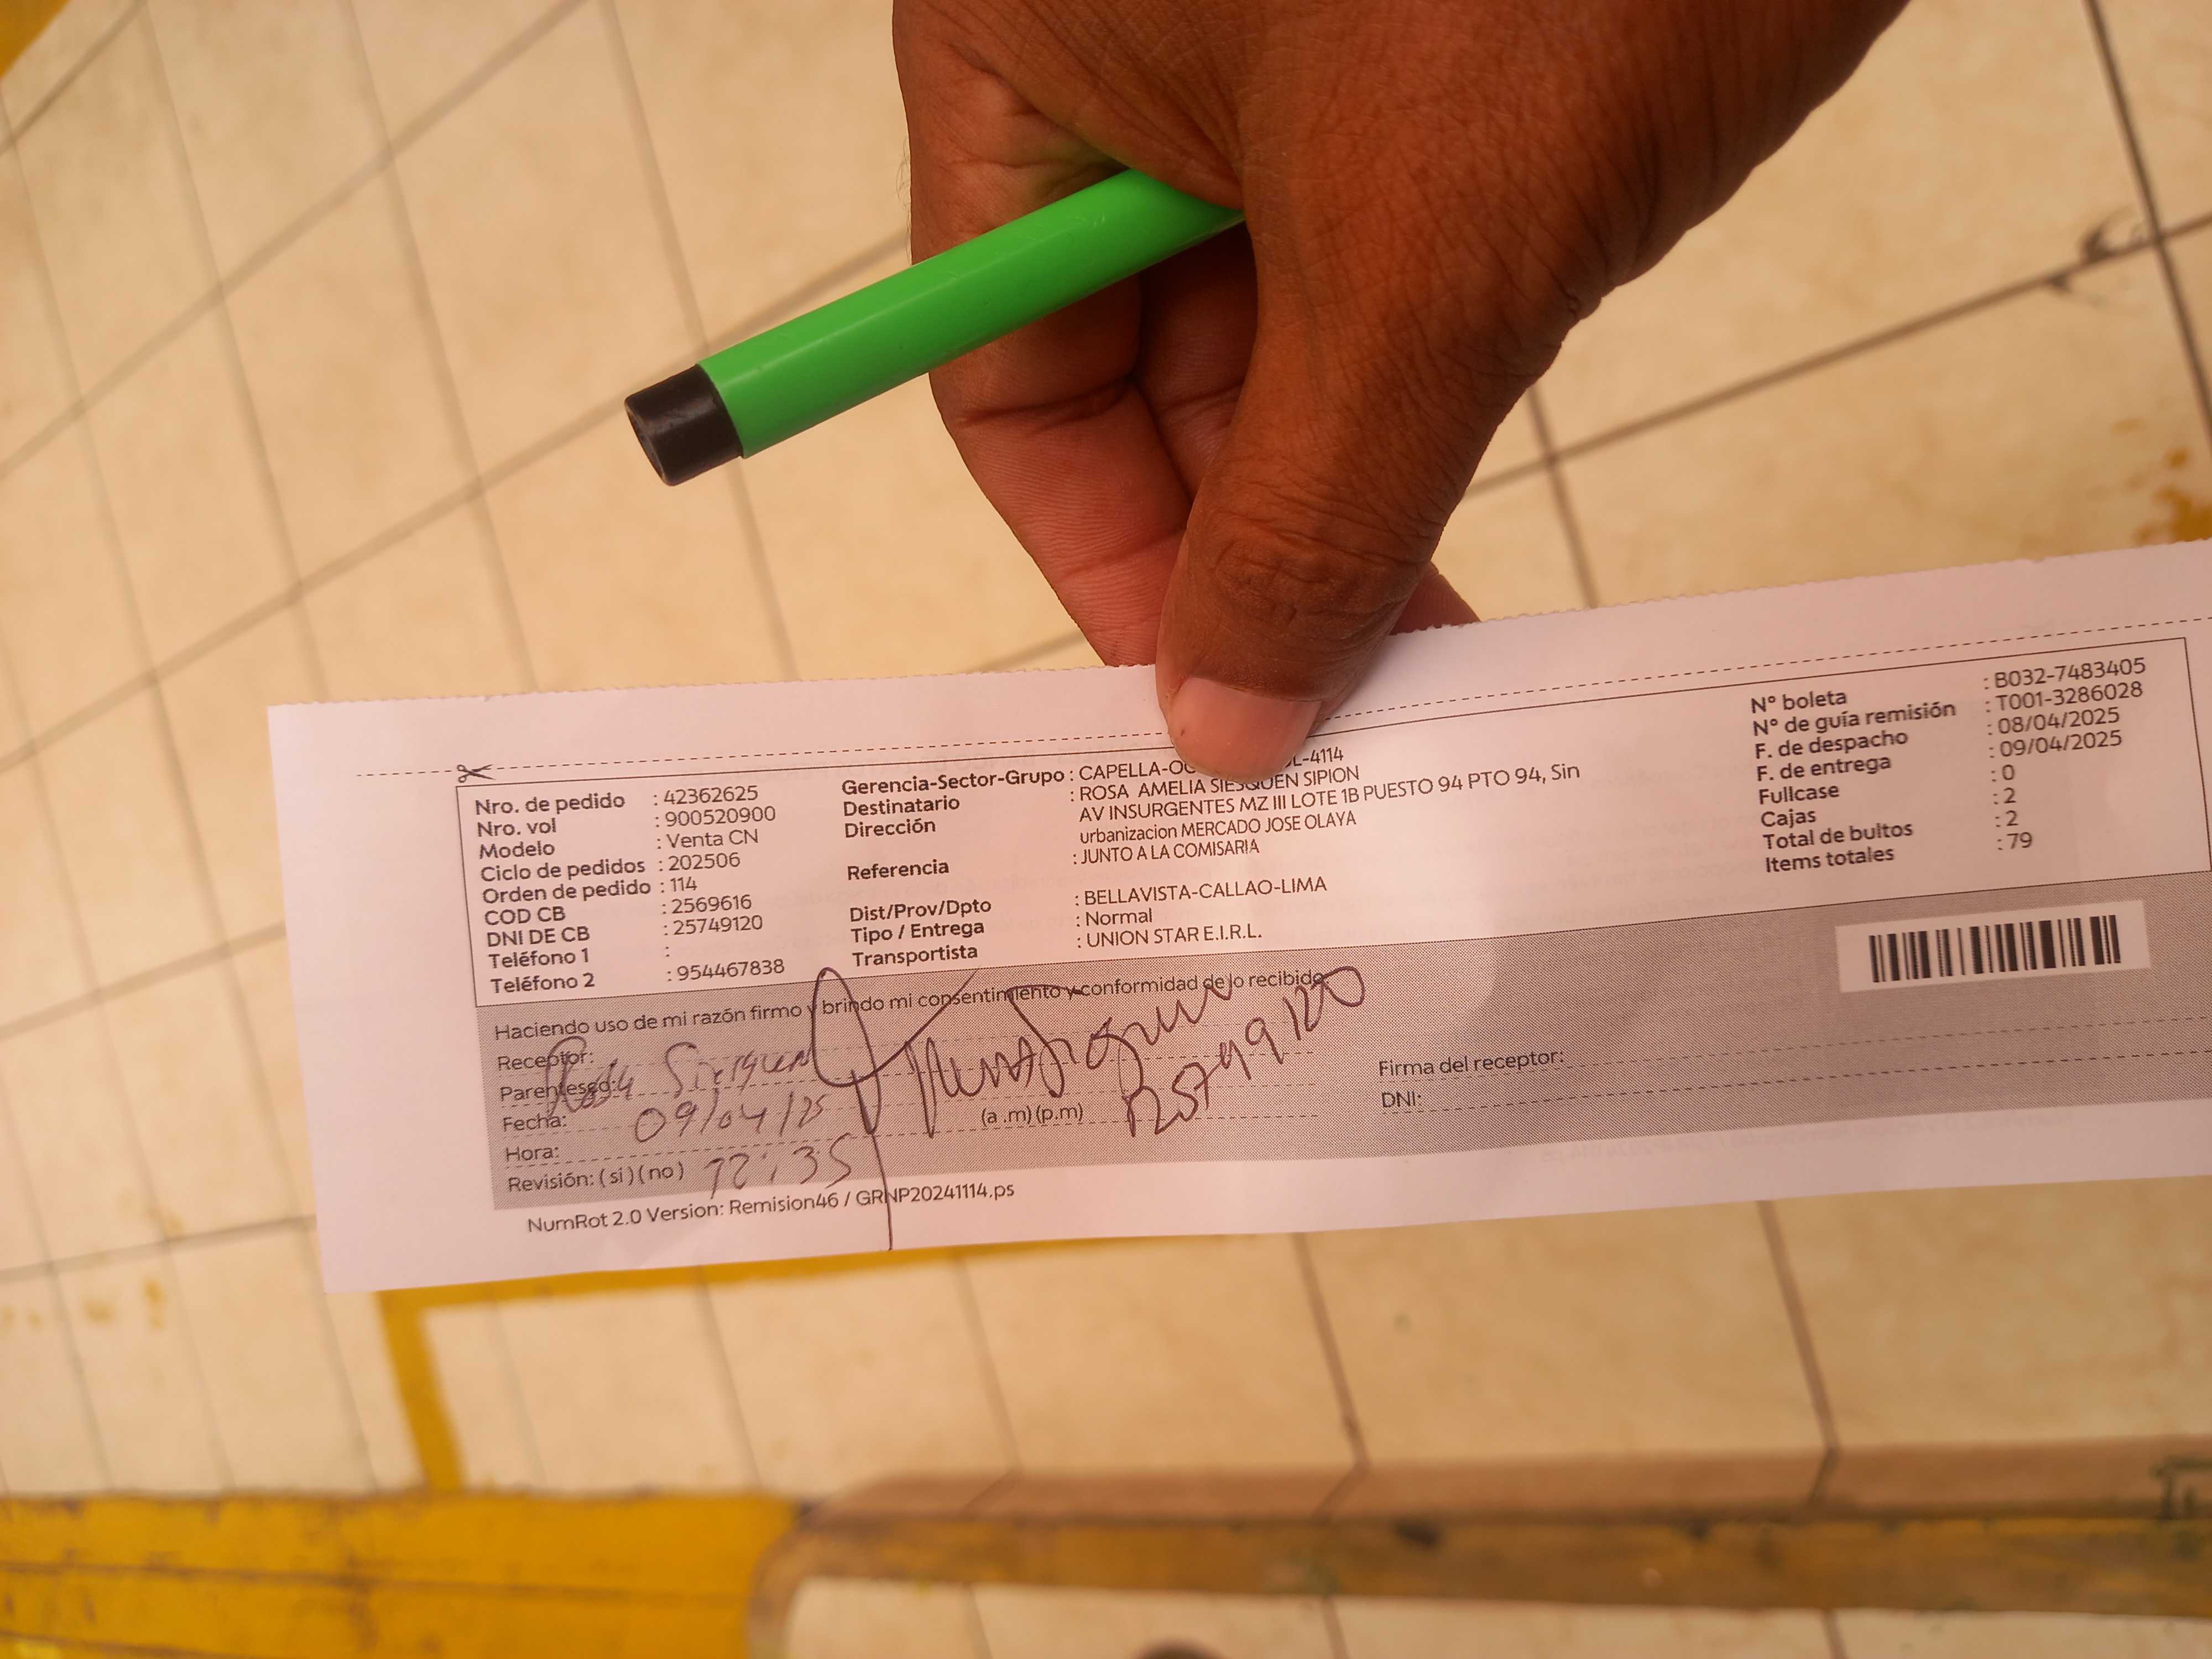 Nro. de pedido : 42362625
Nro. vol : 900520900
Modelo : Venta CN
Ciclo de pedidos : 202506
Orden de pedido : 114
COD CB : 2569616
DNI DE CB : 25749120
Teléfono 1 :
Teléfono 2 : 954467838
Gerencia-Sector-Grupo : CAPELLA- -4114
Destinatario : ROSA AMELIA SIESQUEN SIPION
Dirección AV INSURGENTES MZ III LOTE 1B PUESTO 94 PTO 94, Sin
urbanizacion MERCADO JOSE OLAYA
Referencia : JUNTO A LA COMISARIA
Dist/Prov/Dpto : BELLAVISTA-CALLAO-LIMA
Tipo / Entrega : Normal
Transportista : UNION STAR E.I.R.L.
Nº boleta : B032-7483405
Nº de guía remisión : T001-3286028
F. de despacho : 08/04/2025
F. de entrega : 09/04/2025
Fullcase : 0
Cajas : 2
Total de bultos : 2
Items totales : 79
Haciendo uso de mi razón firmo y brindo mi consentimiento y conformidad de lo recibido
Receptor:
Parentesco: Rosa Siesquen
Fecha: 09/04/25 (a .m) (p.m) 25749120
Hora:
Revisión: ( si ) ( no ) 12:35
Firma del receptor:
DNI:
NumRot 2.0 Version: Remision46 / GRNP20241114.ps